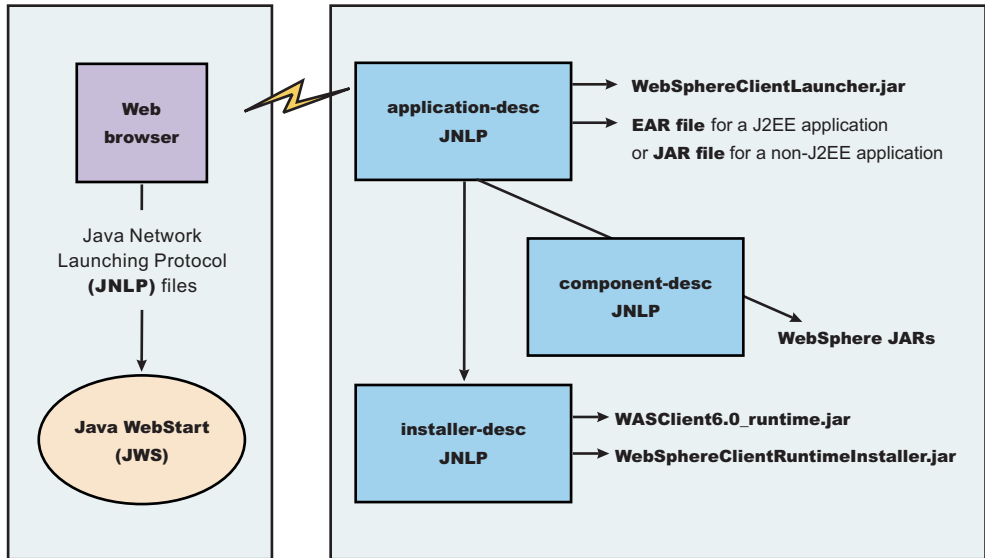 Web
browser
Java Network
Launching Protocol
(JNLP) files
Java WebStart
(JWS)
application-desc
JNLP
WebSphereClientLauncher.jar
EAR file for a J2EE application
or JAR file for a non-J2EE application
component-desc
JNLP
WebSphere JARs
installer-desc
JNLP
WASClient6.0_runtime.jar
WebSphereClientRuntimeInstaller.jar